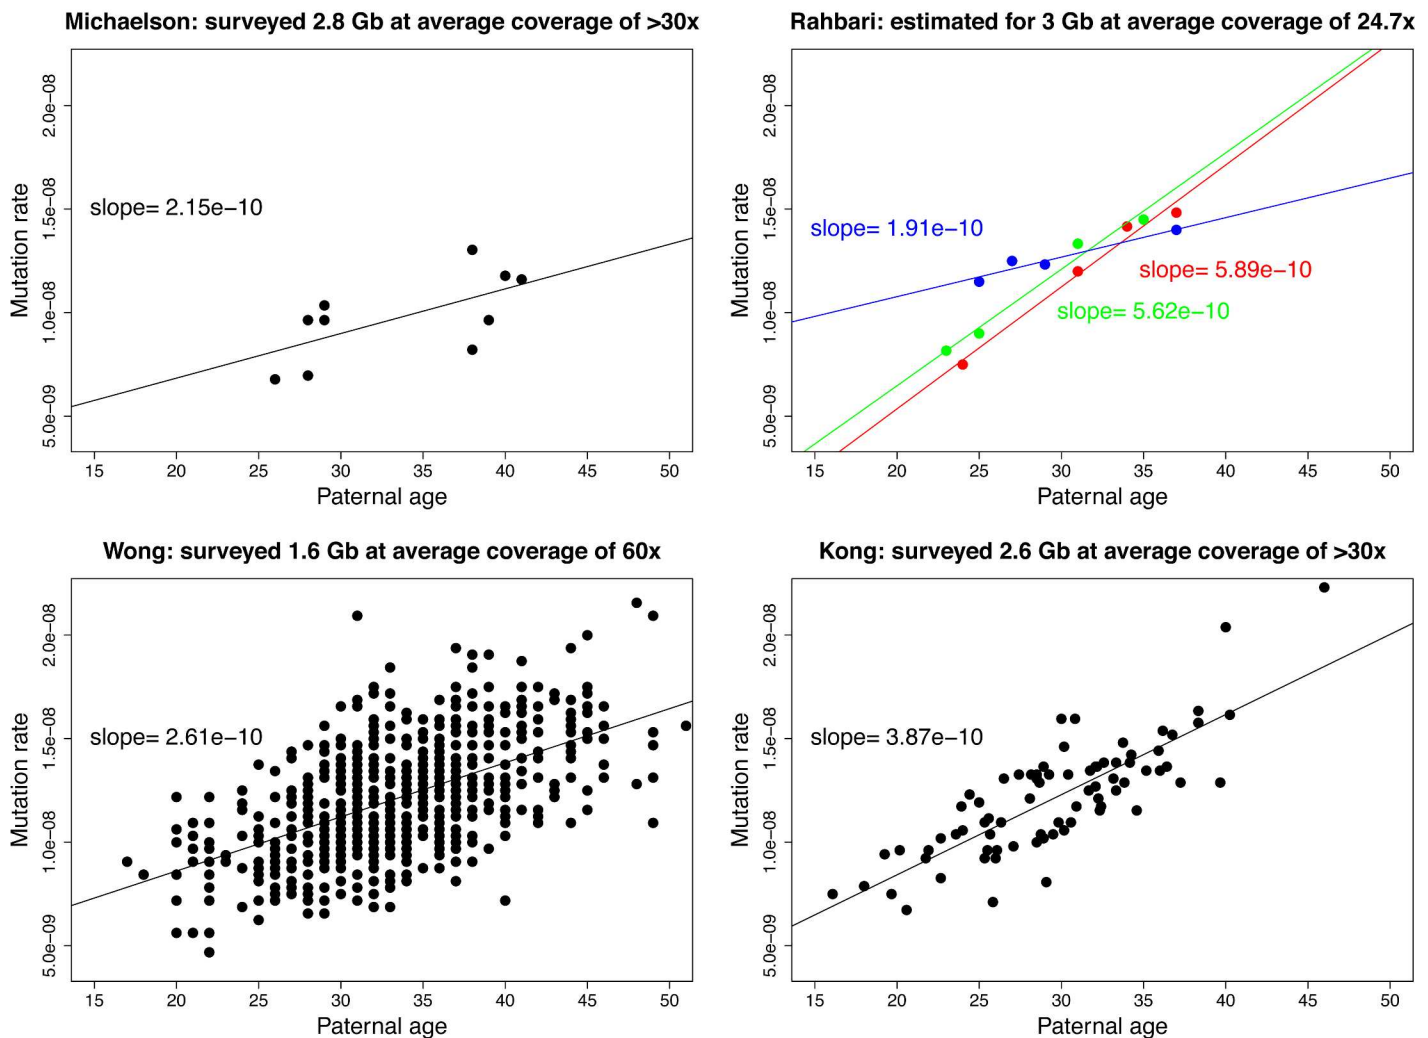 Michaelson: surveyed 2.8 Gb at average coverage of >30x
2.0e−08
1.5e−08
1.0e−08
5.0e−09
Mutation rate
slope= 2.15e−10
15 20 25 30 35 40 45 50
Paternal age
Rahbari: estimated for 3 Gb at average coverage of 24.7x
2.0e−08
1.5e−08
1.0e−08
5.0e−09
Mutation rate
slope= 1.91e−10
slope= 5.89e−10
slope= 5.62e−10
15 20 25 30 35 40 45 50
Paternal age
Wong: surveyed 1.6 Gb at average coverage of 60x
2.0e−08
1.5e−08
1.0e−08
5.0e−09
Mutation rate
slope= 2.61e−10
15 20 25 30 35 40 45 50
Paternal age
Kong: surveyed 2.6 Gb at average coverage of >30x
2.0e−08
1.5e−08
1.0e−08
5.0e−09
Mutation rate
slope= 3.87e−10
15 20 25 30 35 40 45 50
Paternal age